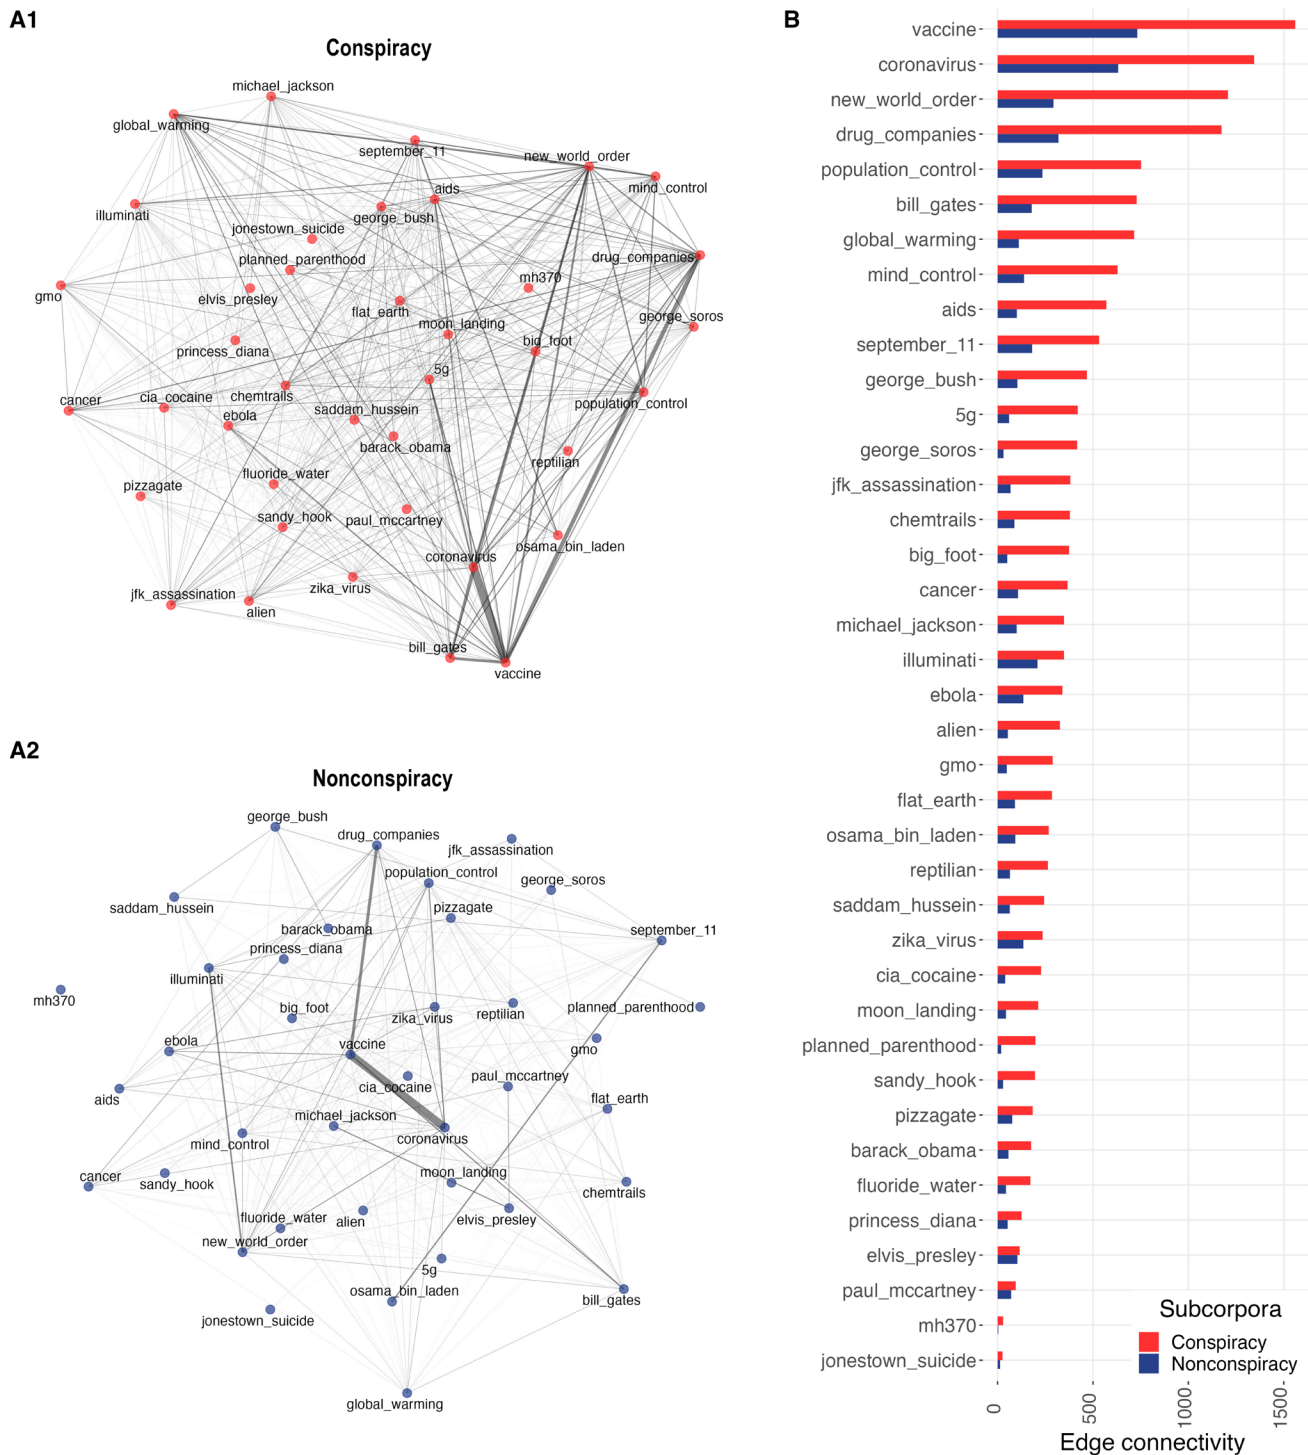 A1
Conspiracy
michael_jackson
global_warming
september_11
new_world_order
mind_control
aids
illuminati
george_bush
jonestown_suicide
drug_companies
planned_parenthood
mh370
gmo
elvis_presley
flat_earth
george_soros
moon_landing
big_foot
princess_diana
5g
cancer
cia_cocaine
chemtrails
saddam_hussein
population_control
ebola
barack_obama
reptilian
fluoride_water
pizzagate
sandy_hook
paul_mccartney
osama_bin_laden
coronavirus
zika_virus
jfk_assassination
alien
bill_gates
vaccine
A2
Nonconspiracy
george_bush
drug_companies
jfk_assassination
population_control
george_soros
saddam_hussein
pizzagate
barack_obama
september_11
princess_diana
illuminati
mh370
big_foot
zika_virus
reptilian
planned_parenthood
ebola
vaccine
gmo
cia_cocaine
paul_mccartney
aids
flat_earth
michael_jackson
mind_control
coronavirus
cancer
sandy_hook
moon_landing
chemtrails
fluoride_water
alien
elvis_presley
new_world_order
5g
osama_bin_laden
bill_gates
jonestown_suicide
global_warming
B
vaccine
coronavirus
new_world_order
drug_companies
population_control
bill_gates
global_warming
mind_control
aids
september_11
george_bush
5g
george_soros
jfk_assassination
chemtrails
big_foot
cancer
michael_jackson
illuminati
ebola
alien
gmo
flat_earth
osama_bin_laden
reptilian
saddam_hussein
zika_virus
cia_cocaine
moon_landing
planned_parenthood
sandy_hook
pizzagate
barack_obama
fluoride_water
princess_diana
elvis_presley
paul_mccartney
mh370
jonestown_suicide
Subcorpora
Conspiracy
Nonconspiracy
0
500
1000
1500
Edge connectivity